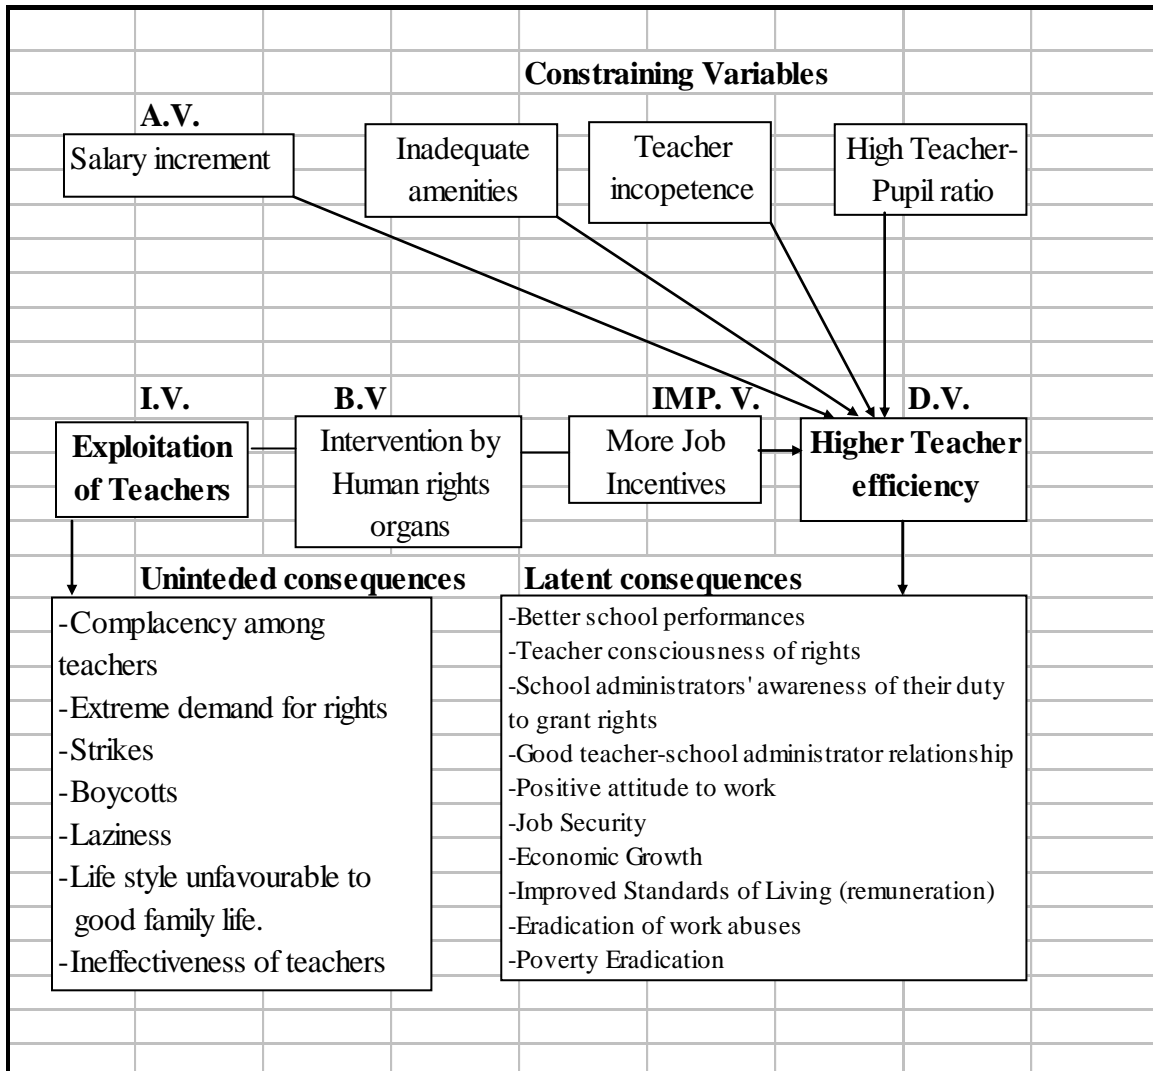 Constraining Variables
A.V.
Salary increment
Inadequate
amenities
Teacher
incopetence
High Teacher-
Pupil ratio
I.V.
Exploitation
of Teachers
B.V
Intervention by
Human rights
organs
IMP. V.
More Job
Incentives
D.V.
Higher Teacher
efficiency
Uninteded consequences
-Complacency among
teachers
-Extreme demand for rights
-Strikes
-Boycotts
-Laziness
-Life style unfavourable to
good family life.
-Ineffectiveness of teachers
Latent consequences
-Better school performances
-Teacher consciousness of rights
-School administrators' awareness of their duty
to grant rights
-Good teacher-school administrator relationship
-Positive attitude to work
-Job Security
-Economic Growth
-Improved Standards of Living (remuneration)
-Eradication of work abuses
-Poverty Eradication